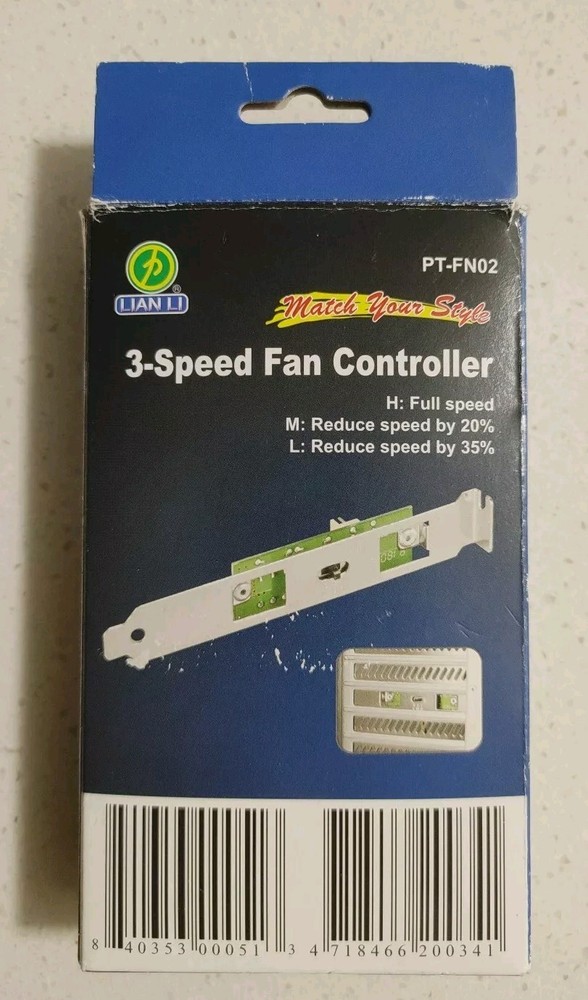 PT-FN02
LIAN LI®
Match Your Style
3-Speed Fan Controller
H: Full speed
M: Reduce speed by 20%
L: Reduce speed by 35%
8 40353 00051 3
4 718466 200341